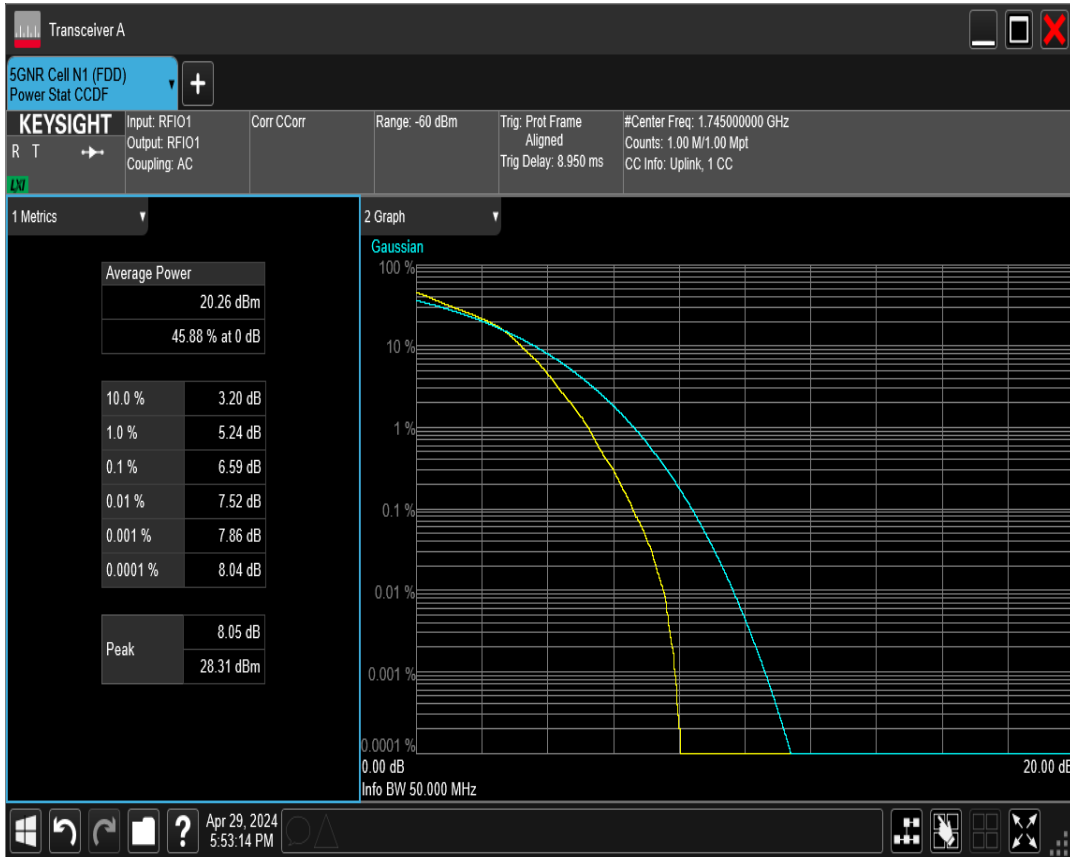 Transceiver A
5GNR Cell N1 (FDD)
Power Stat CCDF
+
KEYSIGHT
R T
LXI
Input: RFIO1
Output: RFIO1
Coupling: AC
Corr CCorr
Range: -60 dBm
Trig: Prot Frame
Aligned
Trig Delay: 8.950 ms
#Center Freq: 1.745000000 GHz
Counts: 1.00 M/1.00 Mpt
CC Info: Uplink, 1 CC
1 Metrics
Average Power
20.26 dBm
45.88 % at 0 dB
10.0 % 3.20 dB
1.0 % 5.24 dB
0.1 % 6.59 dB
0.01 % 7.52 dB
0.001 % 7.86 dB
0.0001 % 8.04 dB
Peak
8.05 dB
28.31 dBm
2 Graph
Gaussian
100 %
10 %
1 %
0.1 %
0.01 %
0.001 %
0.0001 %
0.00 dB 20.00 dB
Info BW 50.000 MHz
?
Apr 29, 2024
5:53:14 PM